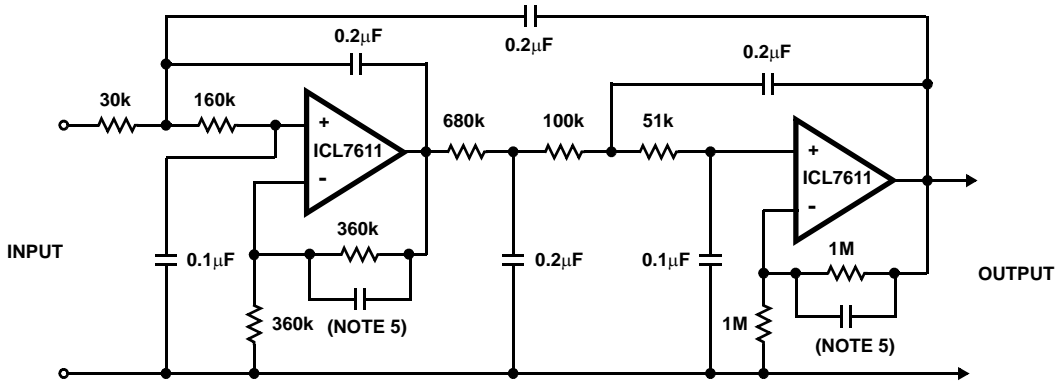 0.2µF
0.2µF
0.2µF
30k
160k
680k
100k
51k
+
ICL7611
-
+
ICL7611
-
INPUT
0.1µF
360k
0.2µF
0.1µF
1M
OUTPUT
360k
(NOTE 5)
1M
(NOTE 5)